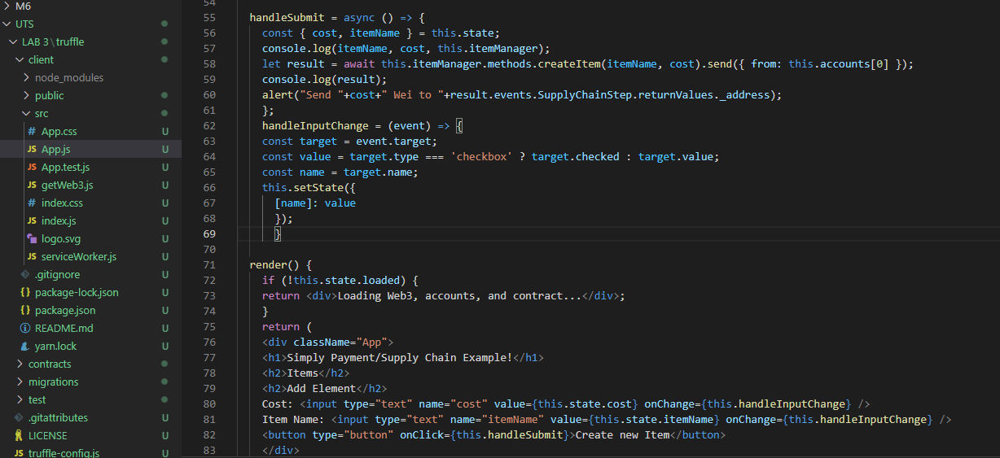 M6
UTS
LAB 3\truffle
client
node_modules
public
src
# App.css U
JS App.js U
JS App.test.js U
JS getWeb3.js U
# index.css U
JS index.js U
logo.svg U
JS serviceWorker.js U
.gitignore U
{} package-lock.json U
{} package.json U
README.md U
yarn.lock U
contracts
migrations
test
.gitattributes U
LICENSE U
JS truffle-config.js U
54
55 handleSubmit = async () => {
56 const { cost, itemName } = this.state;
57 console.log(itemName, cost, this.itemManager);
58 let result = await this.itemManager.methods.createItem(itemName, cost).send({ from: this.accounts[0] });
59 console.log(result);
60 alert("Send "+cost+" Wei to "+result.events.SupplyChainStep.returnValues._address);
61 };
62 handleInputChange = (event) => {
63 const target = event.target;
64 const value = target.type === 'checkbox' ? target.checked : target.value;
65 const name = target.name;
66 this.setState({
67 [name]: value
68 });
69 }
70
71 render() {
72 if (!this.state.loaded) {
73 return <div>Loading Web3, accounts, and contract...</div>;
74 }
75 return (
76 <div className="App">
77 <h1>Simply Payment/Supply Chain Example!</h1>
78 <h2>Items</h2>
79 <h2>Add Element</h2>
80 Cost: <input type="text" name="cost" value={this.state.cost} onChange={this.handleInputChange} />
81 Item Name: <input type="text" name="itemName" value={this.state.itemName} onChange={this.handleInputChange} />
82 <button type="button" onClick={this.handleSubmit}>Create new Item</button>
83 </div>